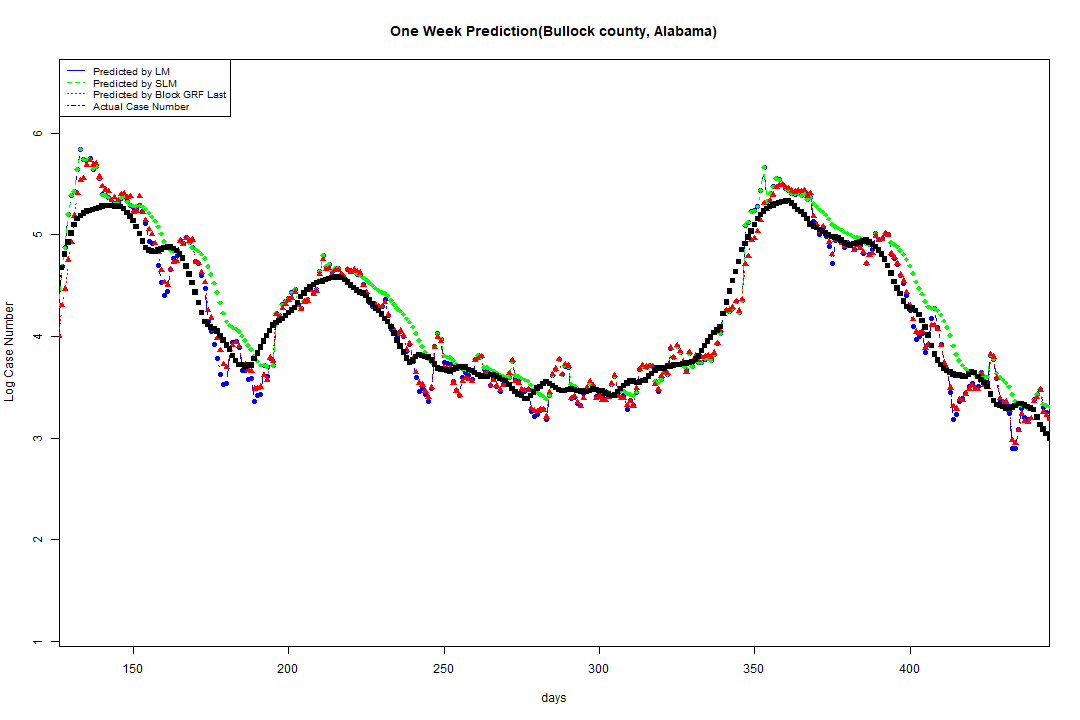 One Week Prediction(Bullock county, Alabama)
Predicted by LM
Predicted by SLM
Predicted by Block GRF Last
Actual Case Number
Log Case Number
6
5
4
3
2
1
150 200 250 300 350 400
days